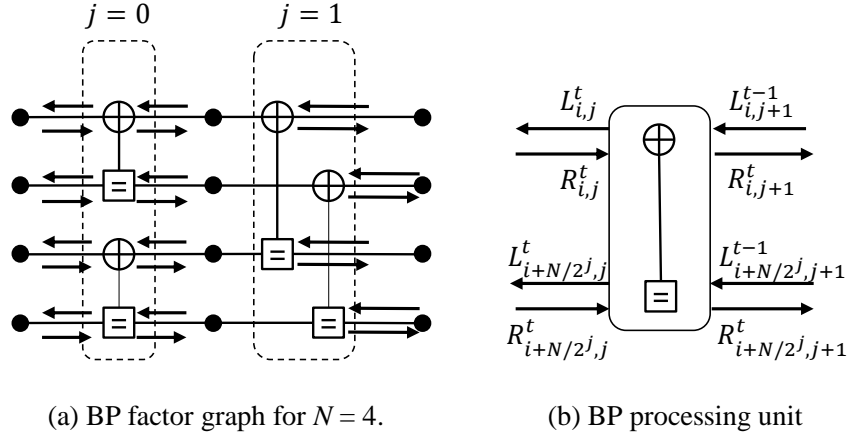 j = 0
j = 1
=
=
=
=
(a) BP factor graph for N = 4.
L^t_{i,j}
L^{t-1}_{i,j+1}
R^t_{i,j}
R^t_{i,j+1}
L^t_{i+N/2^j,j}
L^{t-1}_{i+N/2^j,j+1}
=
R^t_{i+N/2^j,j}
R^t_{i+N/2^j,j+1}
(b) BP processing unit